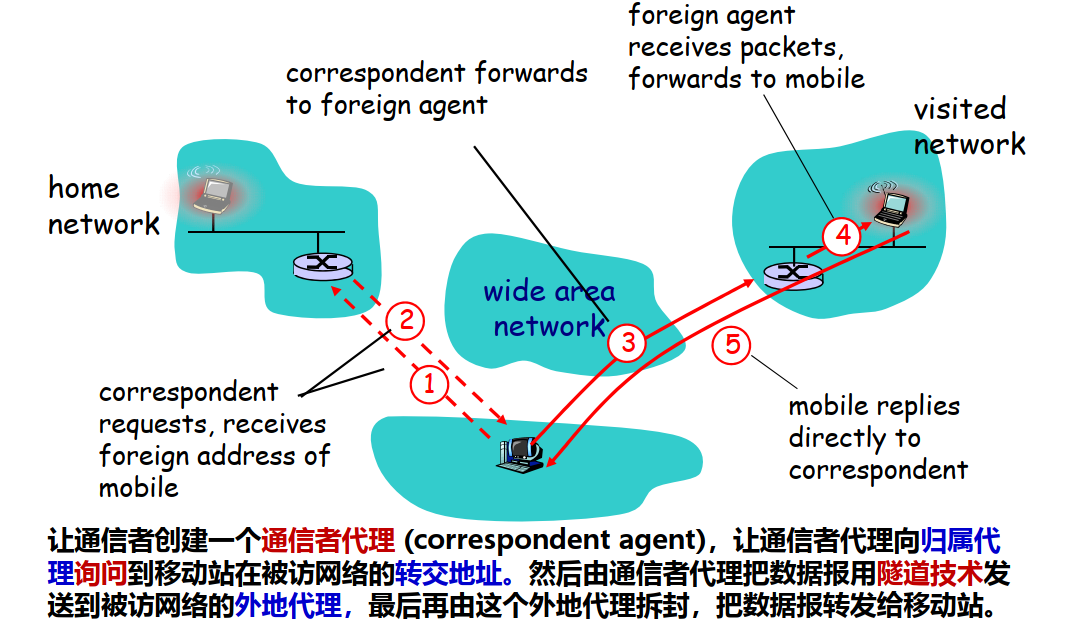 foreign agent
receives packets,
forwards to mobile
correspondent forwards
to foreign agent
visited
network
home
network
wide area
network
4
2
3
5
1
correspondent
requests, receives
foreign address of
mobile
mobile replies
directly to
correspondent
让通信者创建一个通信者代理 (correspondent agent)，让通信者代理向归属代
理询问到移动站在被访网络的转交地址。然后由通信者代理把数据报用隧道技术发
送到被访网络的外地代理，最后再由这个外地代理拆封，把数据报转发给移动站。